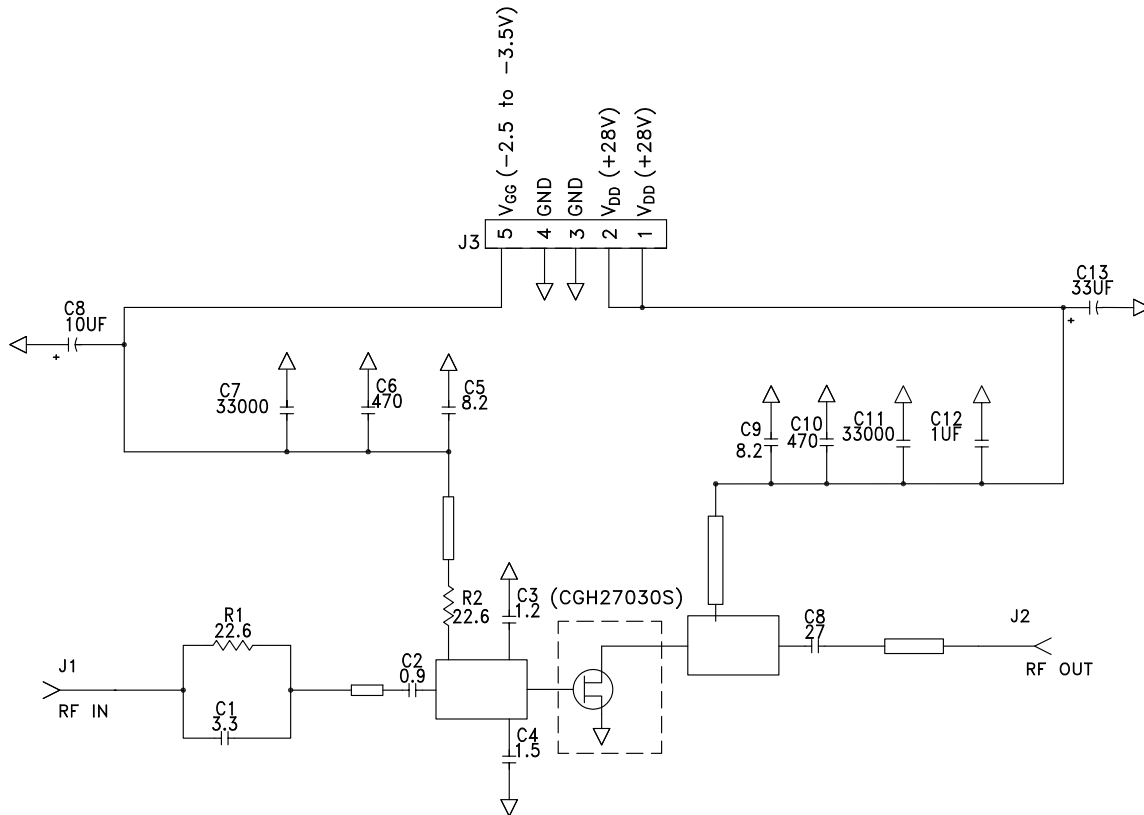 VGG (-2.5 to -3.5V)
GND
GND
VDD (+28V)
VDD (+28V)
J3
5
4
3
2
1
C13
33UF
+
C8
10UF
+
C7
33000
C6
470
C5
8.2
C9
8.2
C10
470
C11
33000
C12
1UF
R2
22.6
C3
1.2
(CGH27030S)
R1
22.6
J1
RF IN
C1
3.3
C2
0.9
C4
1.5
C8
27
J2
RF OUT